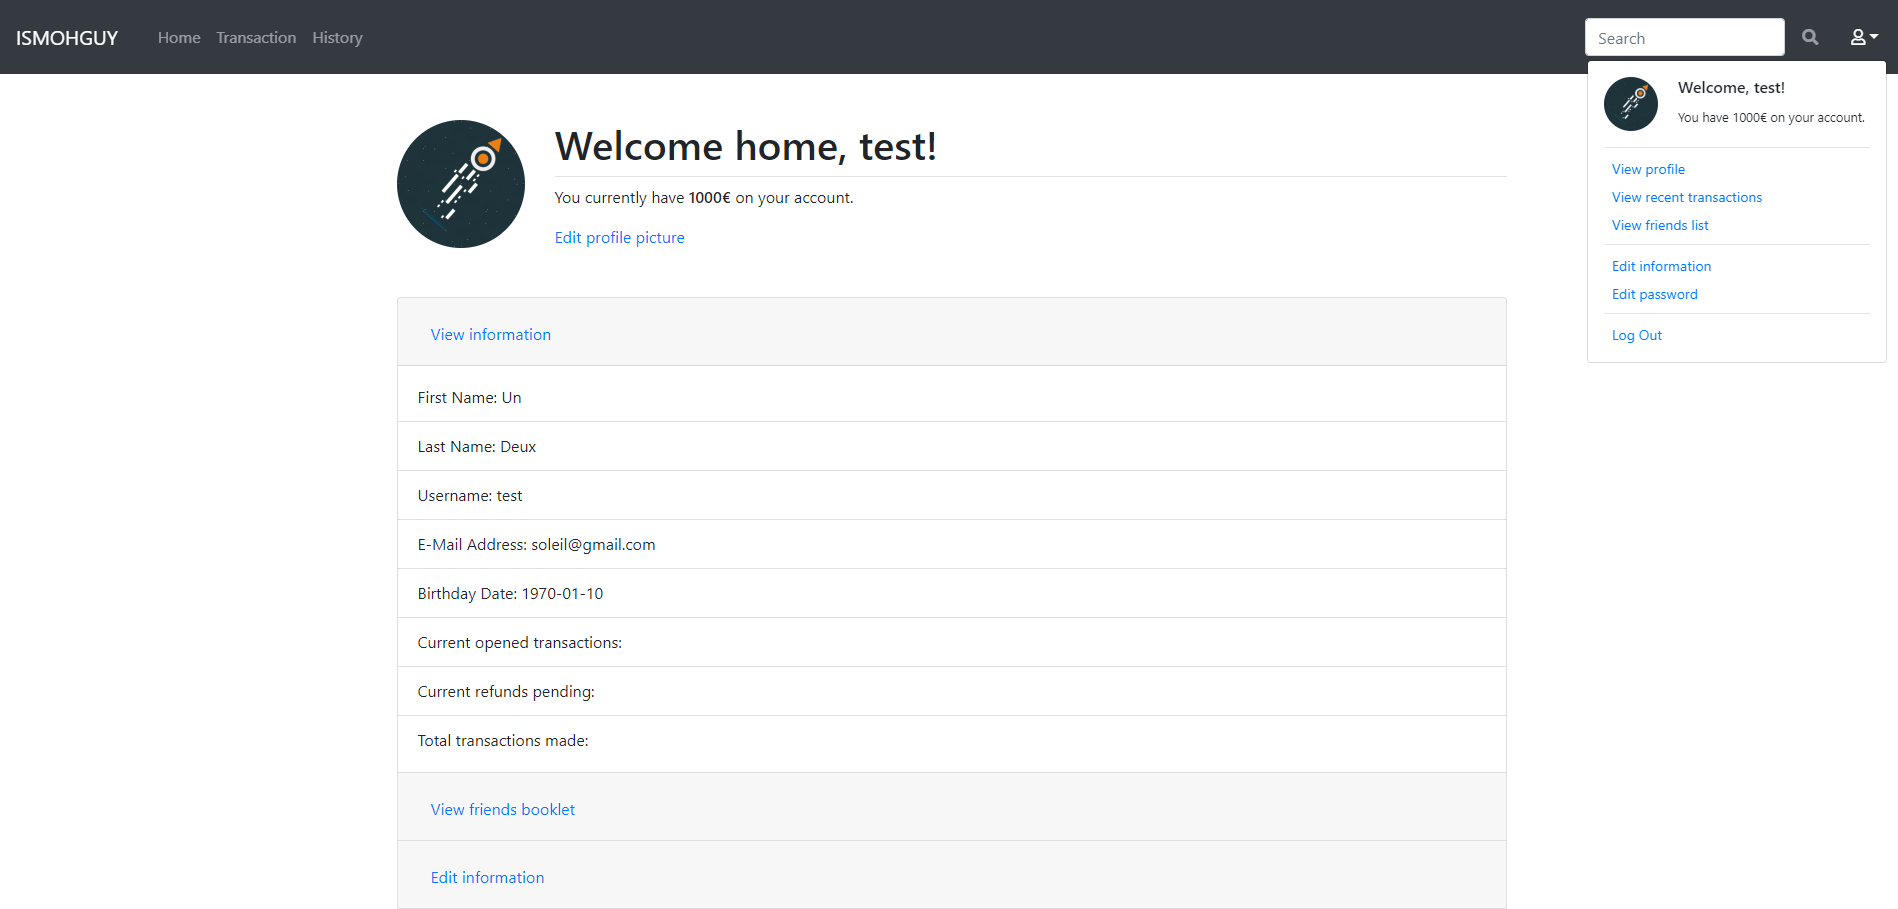 ISMOHGUY Home Transaction History Search
Welcome, test!
You have 1000€ on your account.
View profile
View recent transactions
View friends list
Edit information
Edit password
Log Out
Welcome home, test!
You currently have 1000€ on your account.
Edit profile picture
View information
First Name: Un
Last Name: Deux
Username: test
E-Mail Address: soleil@gmail.com
Birthday Date: 1970-01-10
Current opened transactions:
Current refunds pending:
Total transactions made:
View friends booklet
Edit information